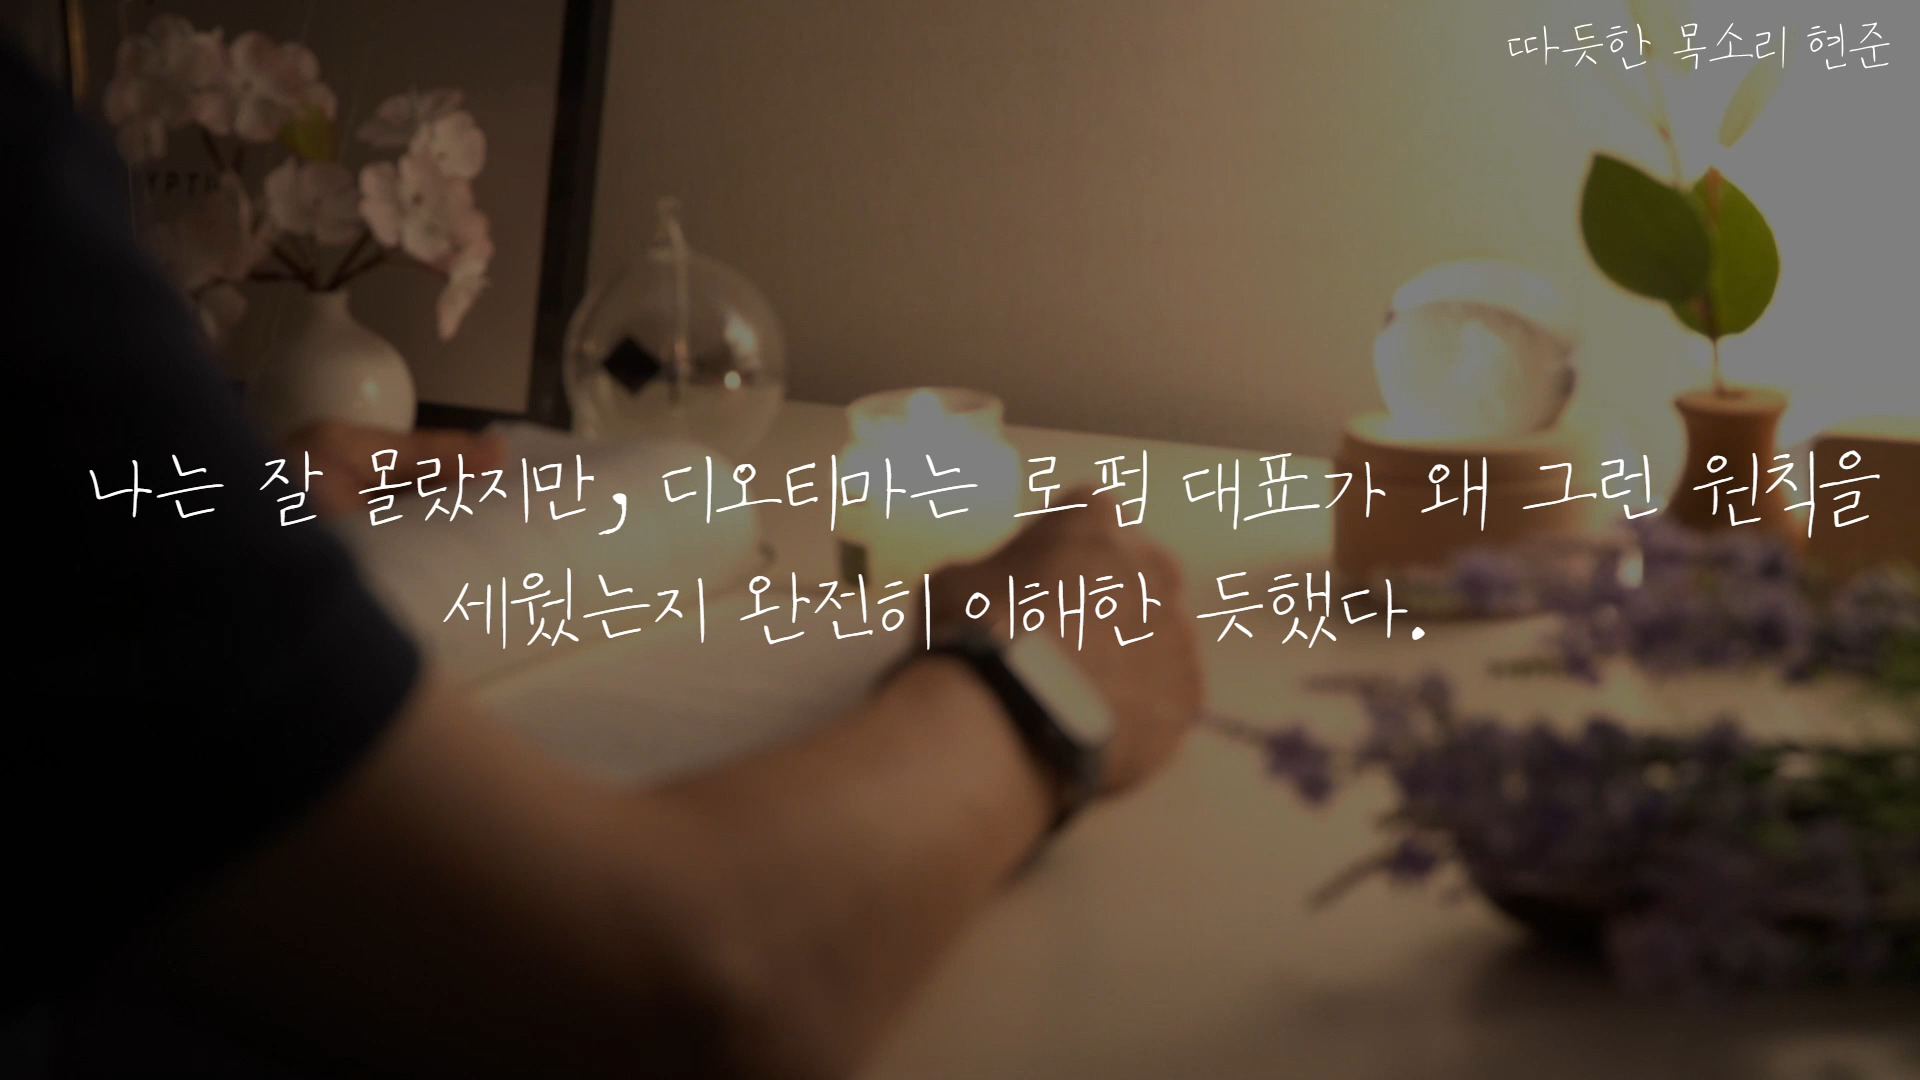 따듯한 목소리 현준
나는 잘 몰랐지만, 디오티마는 로펌 대표가 왜 그런 원칙을
세웠는지 완전히 이해한 듯했다.